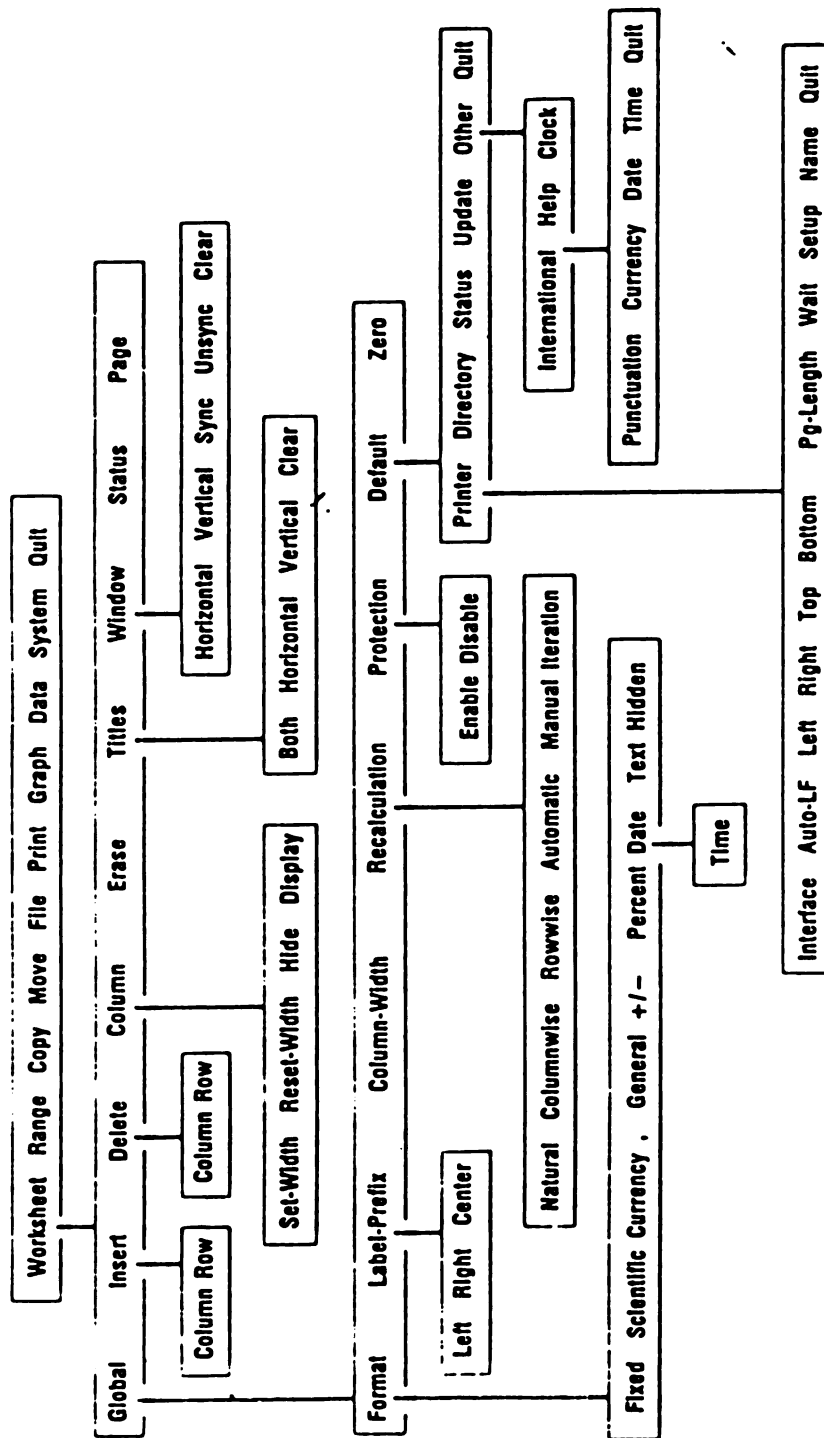 Worksheet Range Copy Move File Print Graph Data System Quit
Global Insert Delete Column Erase Titles Window Status Page
Column Row
Column Row
Horizontal Vertical Sync Unsync Clear
Set-Width Reset-Width Hide Display
Both Horizontal Vertical Clear
Format Label-Prefix Column-Width Recalculation Protection Default Zero
Left Right Center
Enable Disable
Printer Directory Status Update Other Quit
Natural Columnwise Rowwise Automatic Manual Iteration
International Help Clock
Fixed Scientific Currency , General +/− Percent Date Text Hidden
Punctuation Currency Date Time Quit
Time
Interface Auto-LF Left Right Top Bottom Pg-Length Wait Setup Name Quit